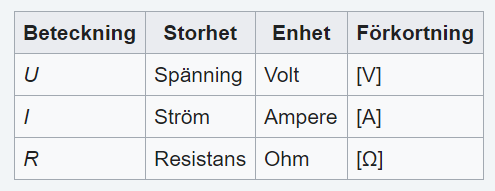 Beteckning Storhet Enhet Förkortning
U Spänning Volt [V]
I Ström Ampere [A]
R Resistans Ohm [Ω]